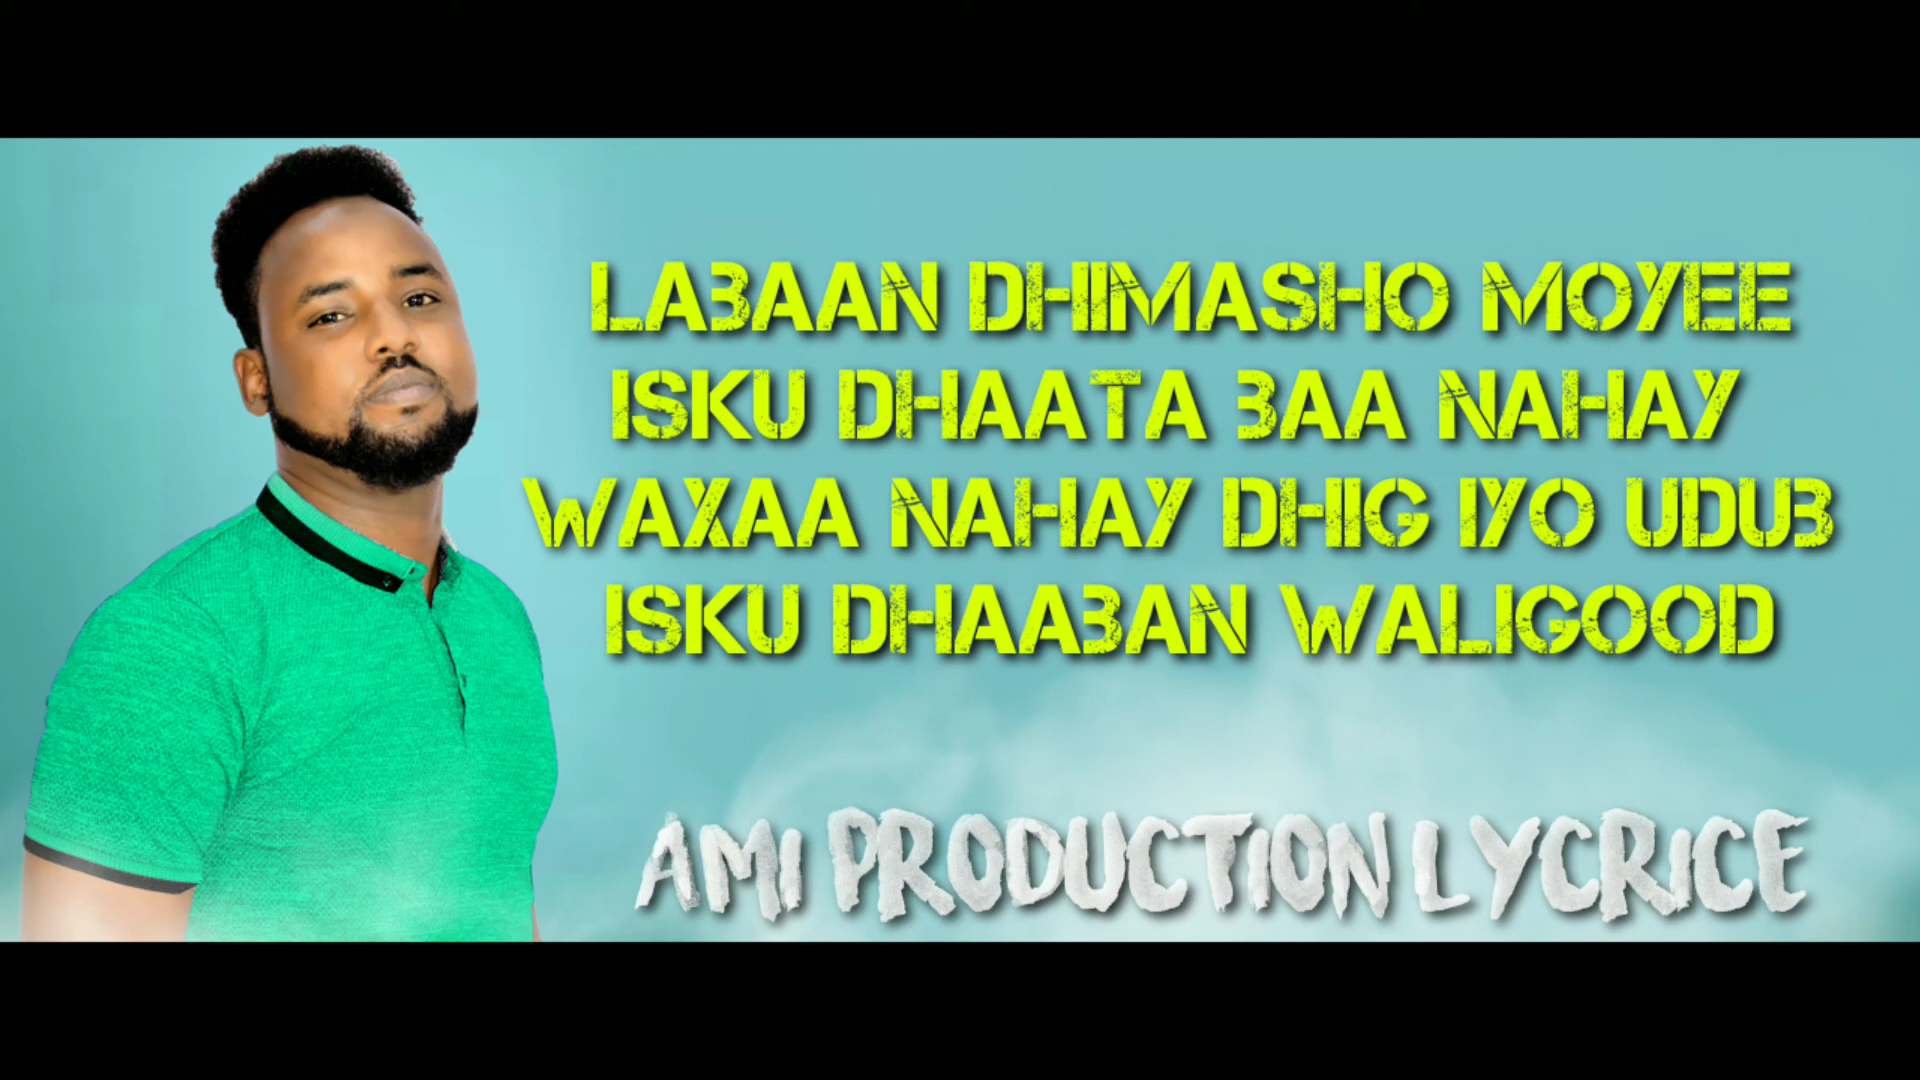 LABAAN DHIMASHO MOYEE
ISKU DHAATA BAA NAHAY
WAXAA NAHAY DHIG IYO UDUB
ISKU DHAABAN WALIGOOD
AMI PRODUCTION LYCRICE